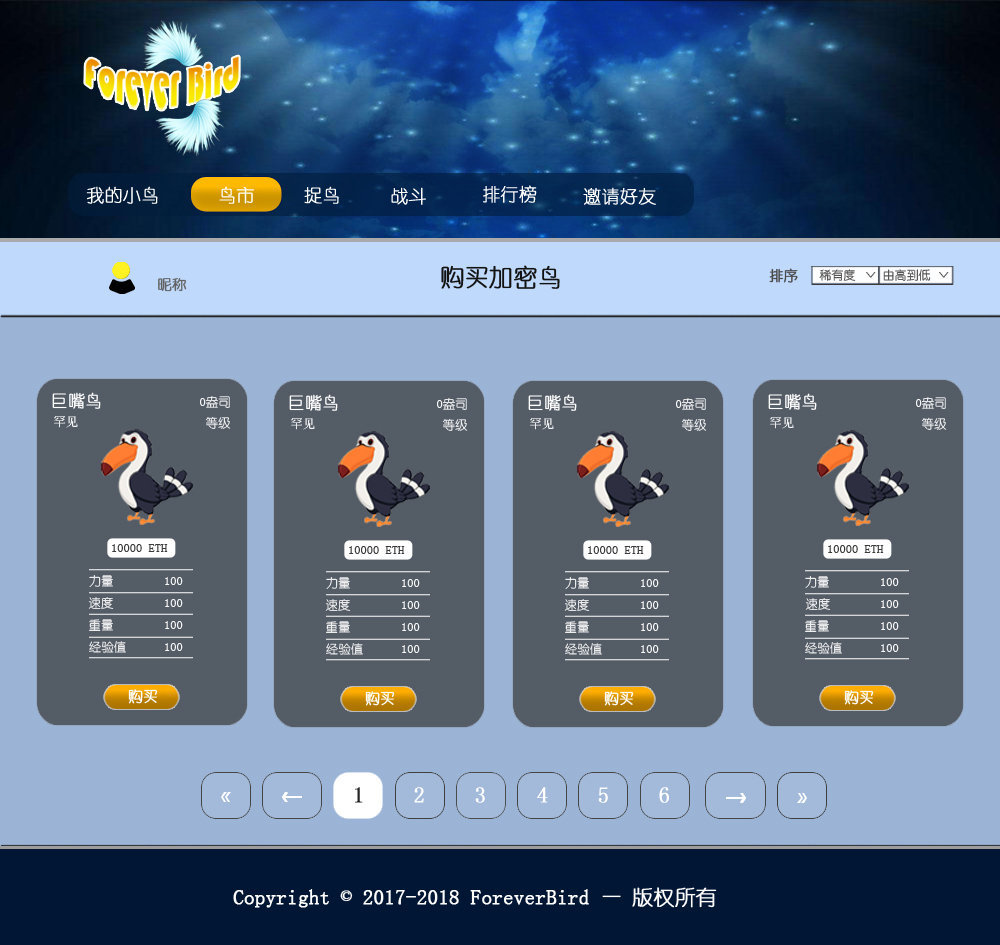 Forever Bird
我的小鸟 鸟市 捉鸟 战斗 排行榜 邀请好友
昵称 购买加密鸟 排序 稀有度 由高到低
巨嘴鸟 0盎司
罕见 等级
10000 ETH
力量 100
速度 100
重量 100
经验值 100
购买
巨嘴鸟 0盎司
罕见 等级
10000 ETH
力量 100
速度 100
重量 100
经验值 100
购买
巨嘴鸟 0盎司
罕见 等级
10000 ETH
力量 100
速度 100
重量 100
经验值 100
购买
巨嘴鸟 0盎司
罕见 等级
10000 ETH
力量 100
速度 100
重量 100
经验值 100
购买
« ← 1 2 3 4 5 6 → »
Copyright © 2017-2018 ForeverBird — 版权所有